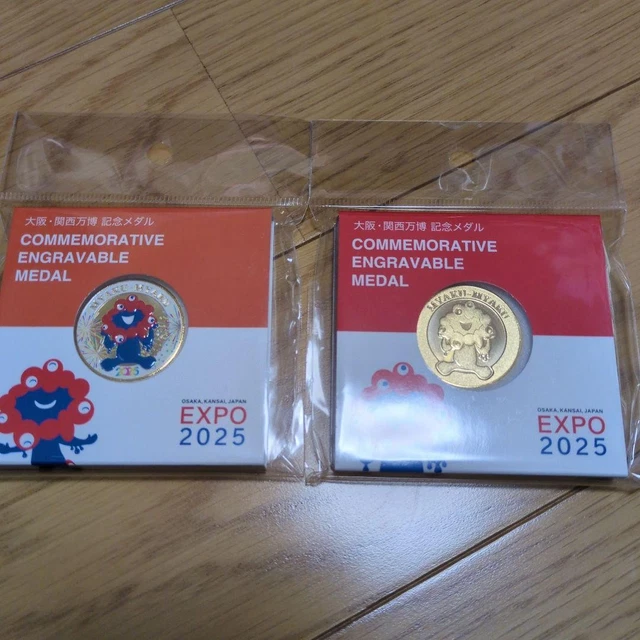 大阪・関西万博 記念メダル
COMMEMORATIVE
ENGRAVABLE
MEDAL
2025
OSAKA, KANSAI, JAPAN
EXPO
2025
大阪・関西万博 記念メダル
COMMEMORATIVE
ENGRAVABLE
MEDAL
MYAKU-MYAKU
OSAKA, KANSAI, JAPAN
EXPO
2025